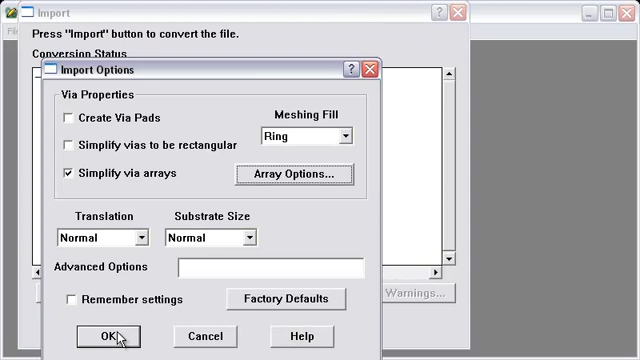 Import
Press "Import" button to convert the file.
Conversion Status
Import Options
Via Properties
Create Via Pads
Meshing Fill
Simplify vias to be rectangular
Ring
Simplify via arrays
Array Options...
Translation
Substrate Size
Normal
Normal
Advanced Options
Remember settings
Factory Defaults
Warnings...
OK
Cancel
Help